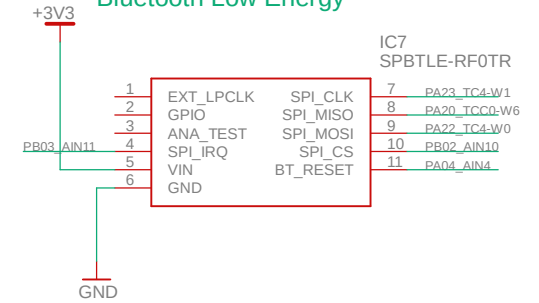 Bluetooth Low Energy
+3V3
IC7
SPBTLE-RF0TR
1 EXT_LPCLK SPI_CLK 7 PA23_TC4-W1
2 GPIO SPI_MISO 8 PA20_TCC0-W6
3 ANA_TEST SPI_MOSI 9 PA22_TC4-W0
PB03_AIN11 4 SPI_IRQ SPI_CS 10 PB02_AIN10
5 VIN BT_RESET 11 PA04_AIN4
6 GND
GND